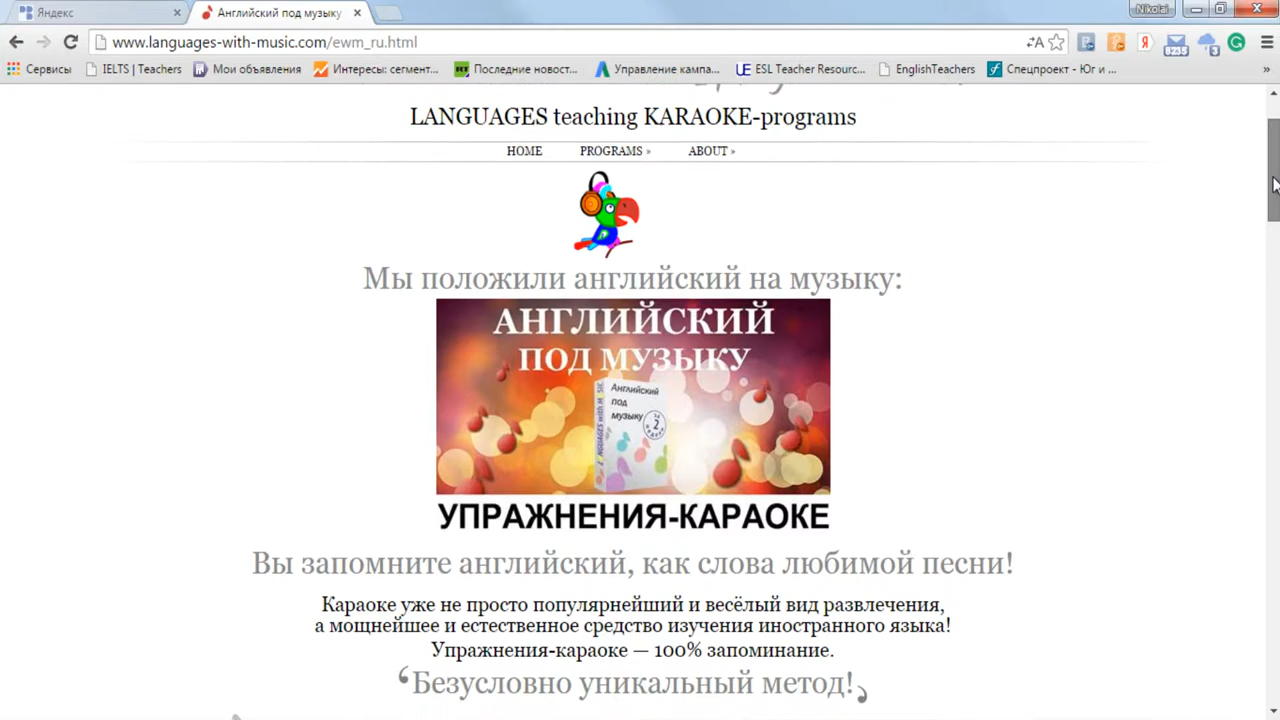 Яндекс
Английский под музыку
Nikolai
www.languages-with-music.com/ewm_ru.html
1235
3
Сервисы
IELTS | Teachers
Мои объявления
Интересы: сегмент...
Последние новост...
Управление кампа...
ESL Teacher Resourc...
EnglishTeachers
Спецпроект - Юг и ...
LANGUAGES teaching KARAOKE-programs
HOME
PROGRAMS »
ABOUT »
Мы положили английский на музыку:
АНГЛИЙСКИЙ
ПОД МУЗЫКУ
Английский
под
музыку
2
УПРАЖНЕНИЯ-КАРАОКЕ
Вы запомните английский, как слова любимой песни!
Караоке уже не просто популярнейший и весёлый вид развлечения,
а мощнейшее и естественное средство изучения иностранного языка!
Упражнения-караоке — 100% запоминание.
‘Безусловно уникальный метод!’